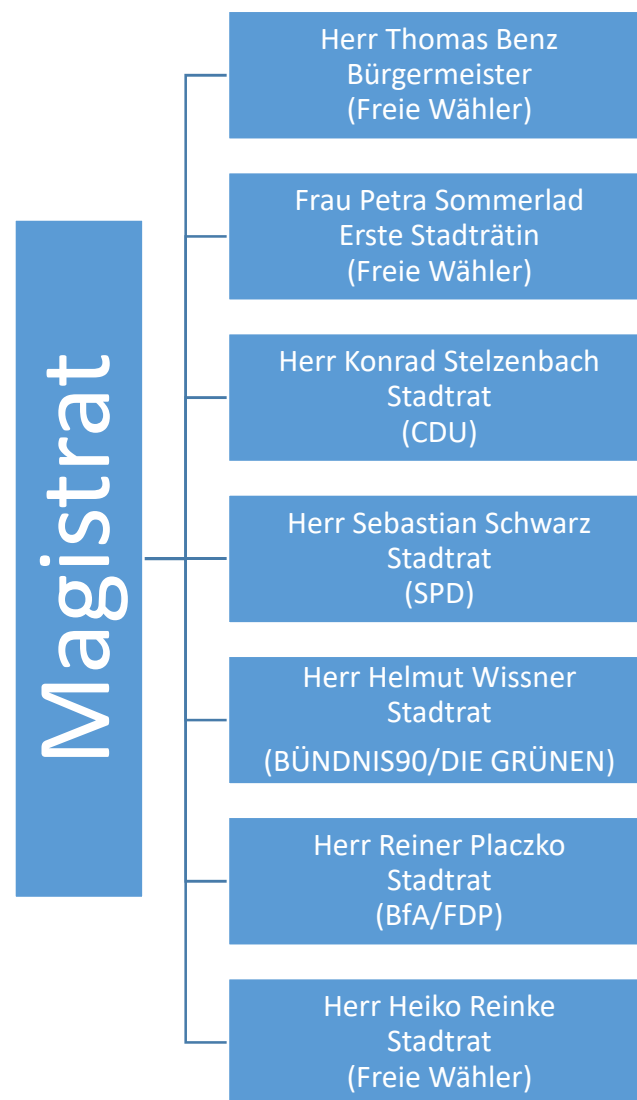 Magistrat
Herr Thomas Benz
Bürgermeister
(Freie Wähler)
Frau Petra Sommerlad
Erste Stadträtin
(Freie Wähler)
Herr Konrad Stelzenbach
Stadtrat
(CDU)
Herr Sebastian Schwarz
Stadtrat
(SPD)
Herr Helmut Wissner
Stadtrat
(BÜNDNIS90/DIE GRÜNEN)
Herr Reiner Placzko
Stadtrat
(BfA/FDP)
Herr Heiko Reinke
Stadtrat
(Freie Wähler)